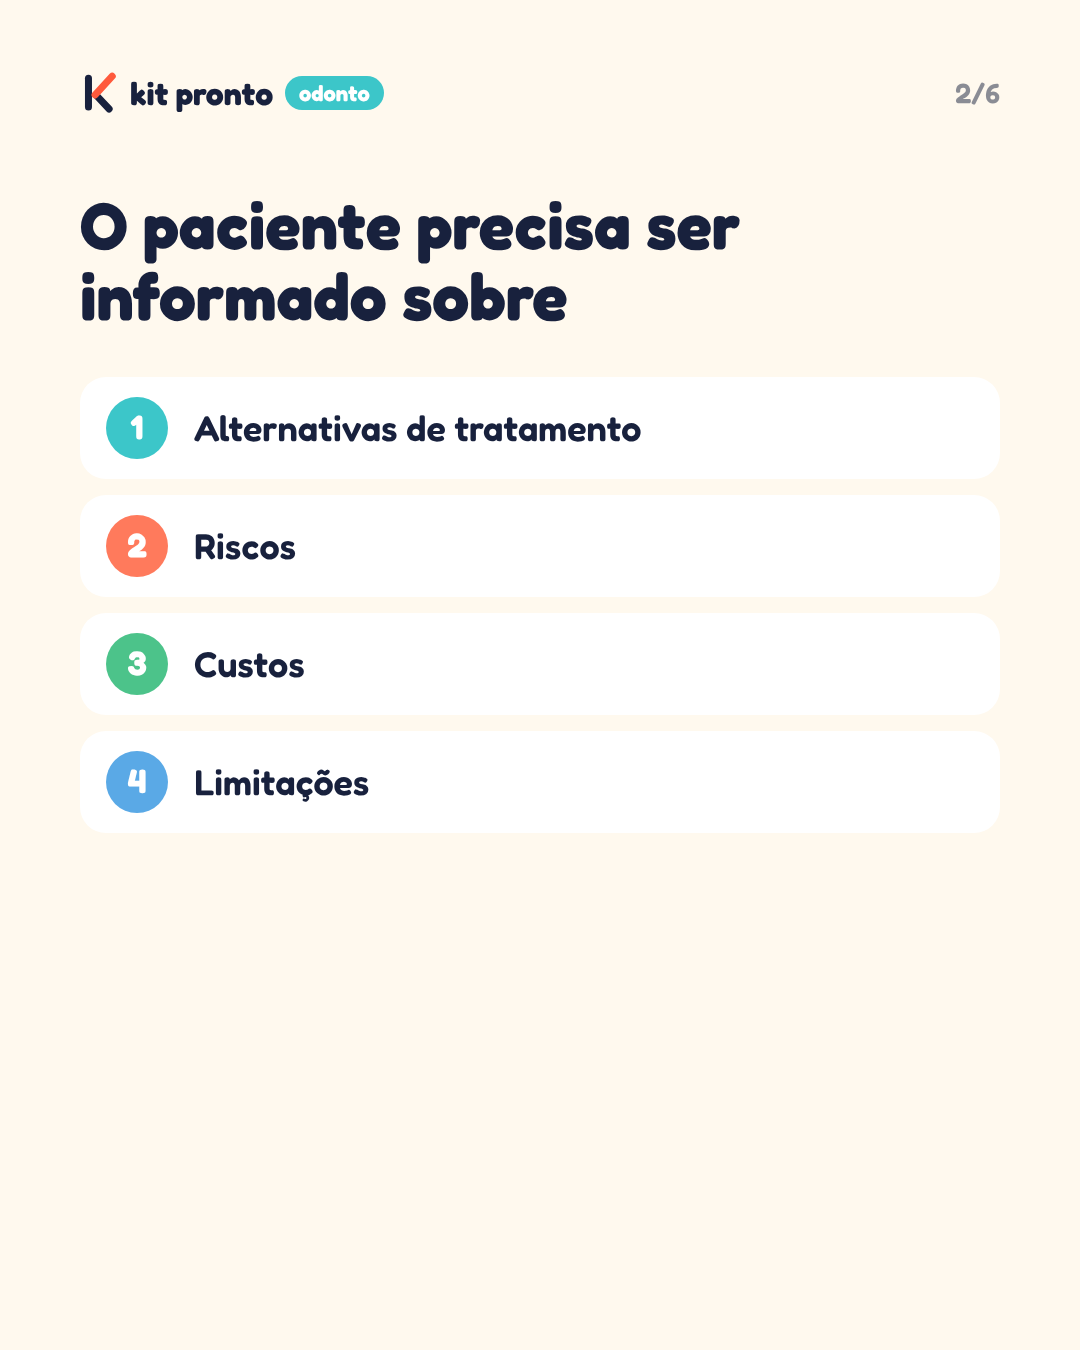 kit pronto odonto
2/6
O paciente precisa ser
informado sobre
1 Alternativas de tratamento
2 Riscos
3 Custos
4 Limitações